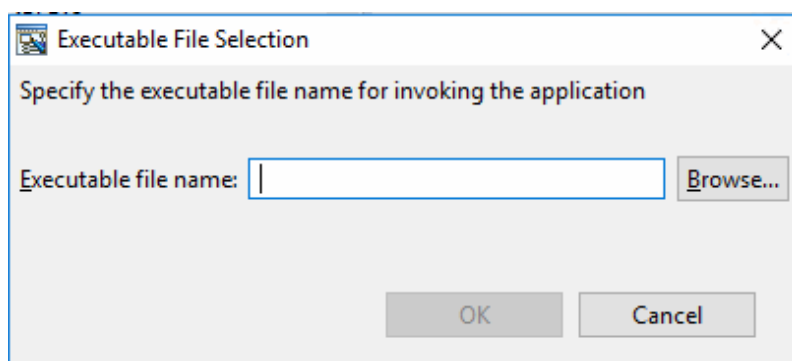 Executable File Selection
Specify the executable file name for invoking the application
Executable file name:
Browse...
OK
Cancel